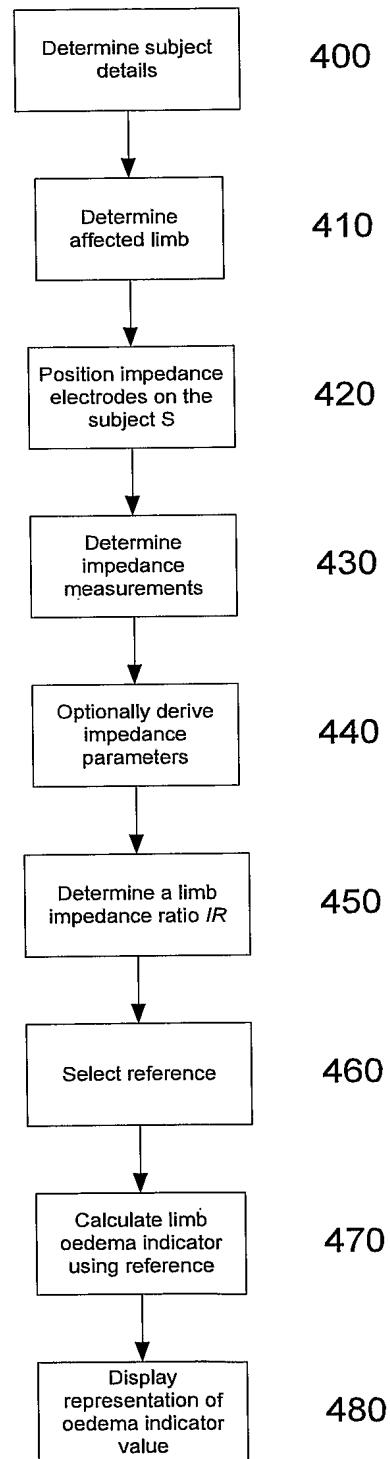 Determine subject
details
400
Determine
affected limb
410
Position impedance
electrodes on the
subject S
420
Determine
impedance
measurements
430
Optionally derive
impedance
parameters
440
Determine a limb
impedance ratio IR
450
Select reference
460
Calculate limb
oedema indicator
using reference
470
Display
representation of
oedema indicator
value
480